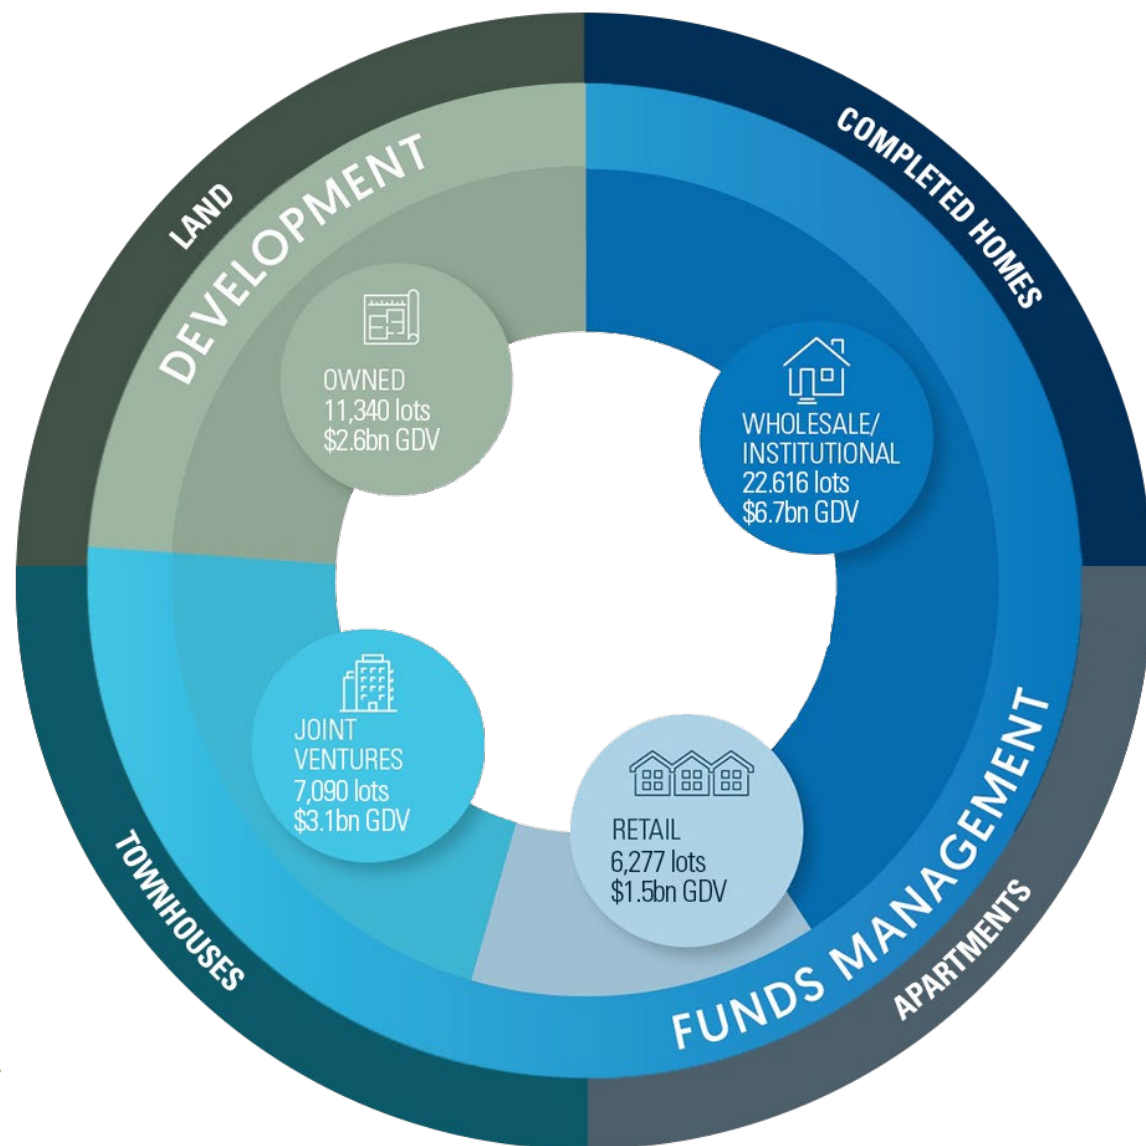 LAND
DEVELOPMENT
COMPLETED HOMES
OWNED
11,340 lots
$2.6bn GDV
WHOLESALE/
INSTITUTIONAL
22.616 lots
$6.7bn GDV
JOINT
VENTURES
7,090 lots
$3.1bn GDV
RETAIL
6,277 lots
$1.5bn GDV
TOWNHOUSES
FUNDS MANAGEMENT
APARTMENTS